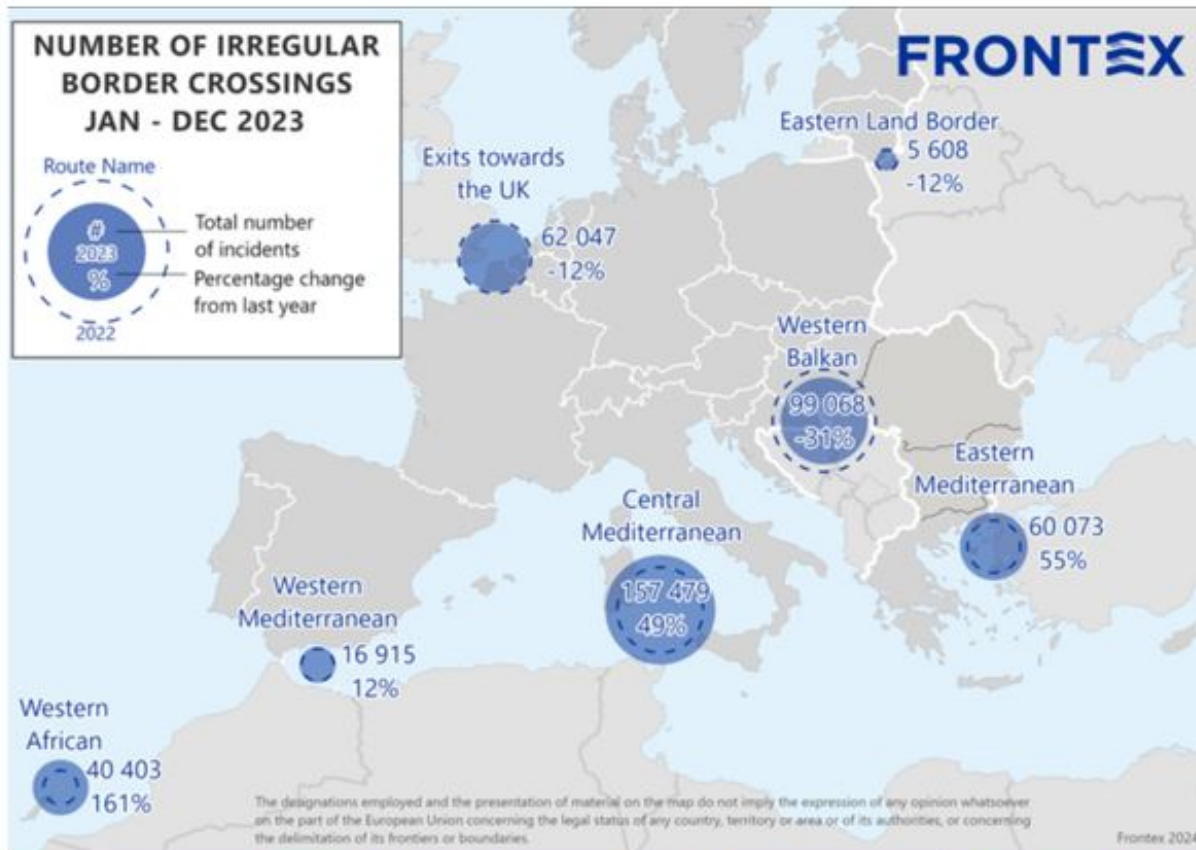 NUMBER OF IRREGULAR
BORDER CROSSINGS
JAN - DEC 2023
Route Name
#
2023
%
Total number
of incidents
Percentage change
from last year
2022
FRONTEX
Eastern Land Border
5 608
-12%
Exits towards
the UK
62 047
-12%
Western
Balkan
99 068
-31%
Eastern
Mediterranean
60 073
55%
Central
Mediterranean
157 479
49%
Western
Mediterranean
16 915
12%
Western
African
40 403
161%
The designations employed and the presentation of material on the map do not imply the expression of any opinion whatsoever
on the part of the European Union concerning the legal status of any country, territory or area or of its authorities, or concerning
the delimitation of its frontiers or boundaries.
Frontex 2024